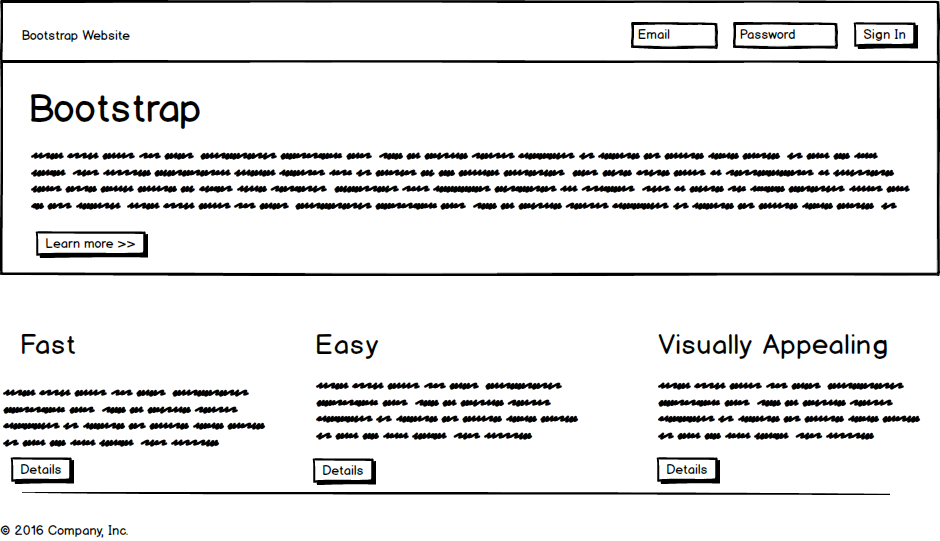 Bootstrap Website
Email
Password
Sign In
Bootstrap
Learn more >>
Fast
Easy
Visually Appealing
Details
Details
Details
© 2016 Company, Inc.